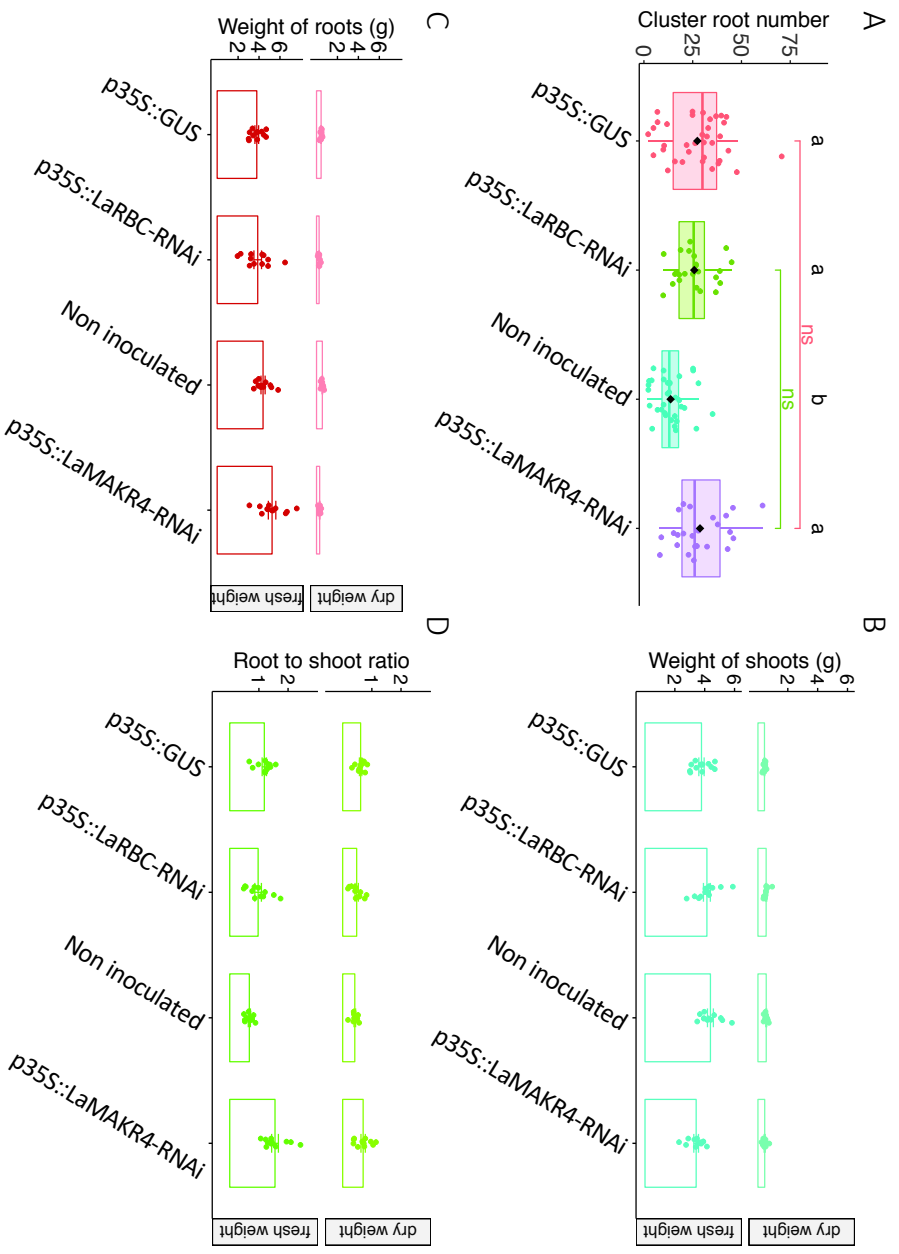 A
Cluster root number
0
25
50
75
a
a
b
a
ns
ns
p35S::GUS
p35S::LaRBC-RNAi
Non inoculated
p35S::LaMAKR4-RNAi
B
Weight of shoots (g)
2
4
6
2
4
6
p35S::GUS
p35S::LaRBC-RNAi
Non inoculated
p35S::LaMAKR4-RNAi
dry weight
fresh weight
C
Weight of roots (g)
2
4
6
2
4
6
p35S::GUS
p35S::LaRBC-RNAi
Non inoculated
p35S::LaMAKR4-RNAi
dry weight
fresh weight
D
Root to shoot ratio
1
2
1
2
p35S::GUS
p35S::LaRBC-RNAi
Non inoculated
p35S::LaMAKR4-RNAi
dry weight
fresh weight